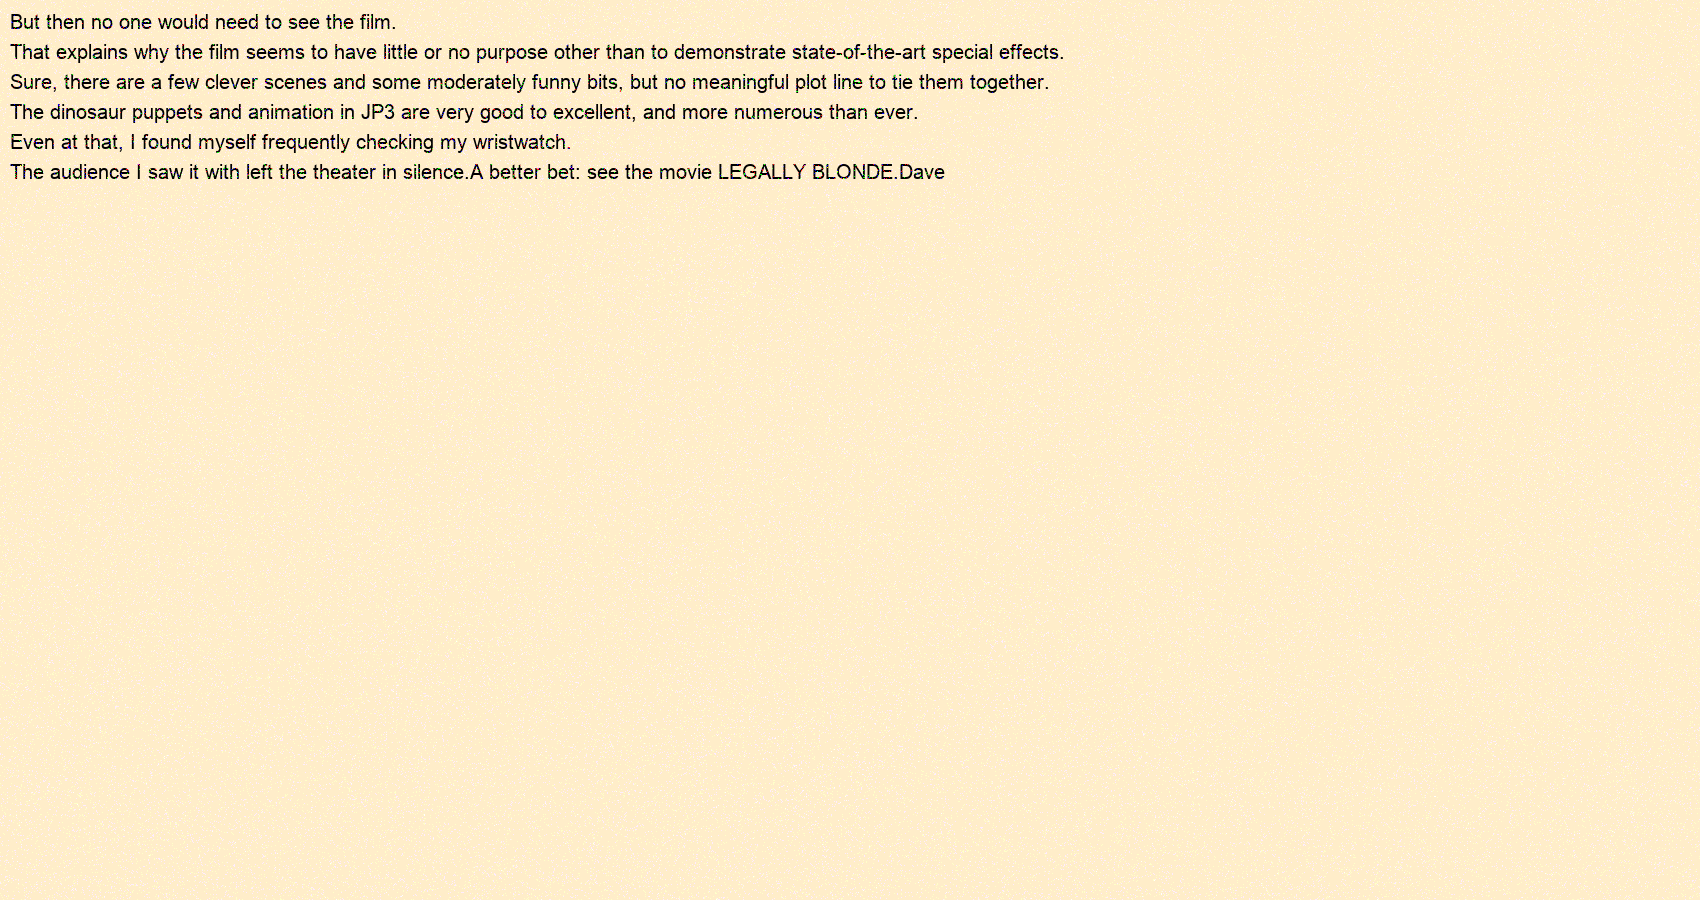 But then no one would need to see the film.
That explains why the film seems to have little or no purpose other than to demonstrate state-of-the-art special effects.
Sure, there are a few clever scenes and some moderately funny bits, but no meaningful plot line to tie them together.
The dinosaur puppets and animation in JP3 are very good to excellent, and more numerous than ever.
Even at that, I found myself frequently checking my wristwatch.
The audience I saw it with left the theater in silence.A better bet: see the movie LEGALLY BLONDE.Dave